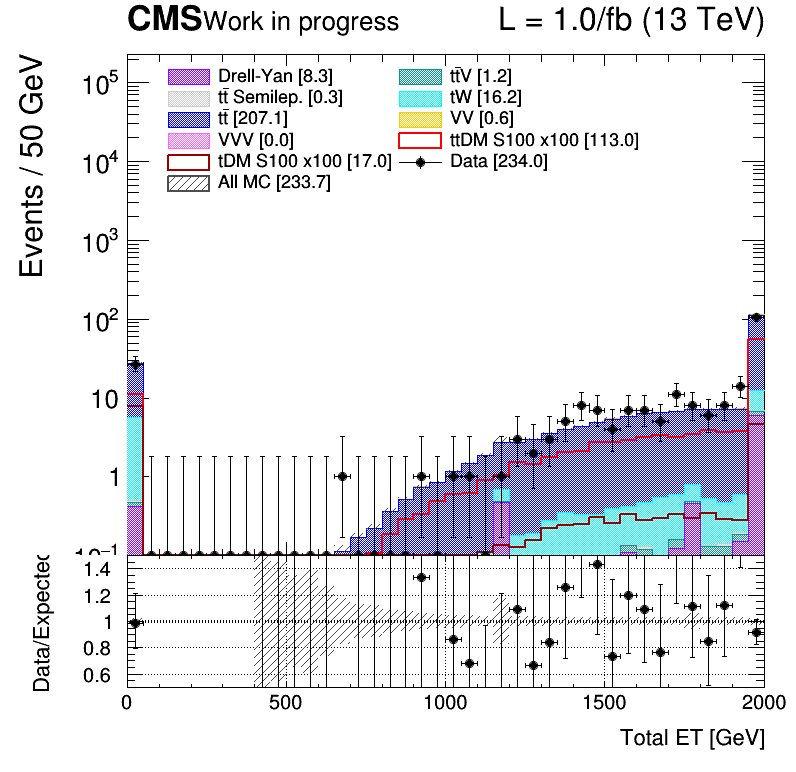 CMS Work in progress L = 1.0/fb (13 TeV)
Events / 50 GeV
Drell-Yan [8.3] tt̄V [1.2]
tt̄ Semilep. [0.3] tW [16.2]
tt̄ [207.1] VV [0.6]
VVV [0.0] ttDM S100 x100 [113.0]
tDM S100 x100 [17.0] Data [234.0]
All MC [233.7]
10⁵
10⁴
10³
10²
10
1
10⁻¹
Data/Expected
1.4
1.2
1
0.8
0.6
0 500 1000 1500 2000
Total ET [GeV]